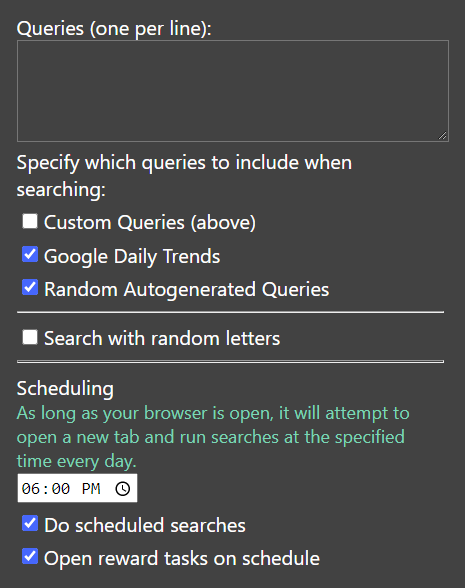 Queries (one per line):
Specify which queries to include when
searching:
Custom Queries (above)
Google Daily Trends
Random Autogenerated Queries
Search with random letters
Scheduling
As long as your browser is open, it will attempt to
open a new tab and run searches at the specified
time every day.
06:00 PM
Do scheduled searches
Open reward tasks on schedule